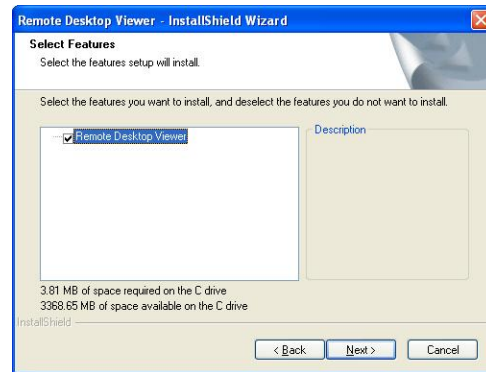 Remote Desktop Viewer - InstallShield Wizard
Select Features
Select the features setup will install.
Select the features you want to install, and deselect the features you do not want to install.
Remote Desktop Viewer
Description
3.81 MB of space required on the C drive
3368.65 MB of space available on the C drive
InstallShield
< Back
Next >
Cancel